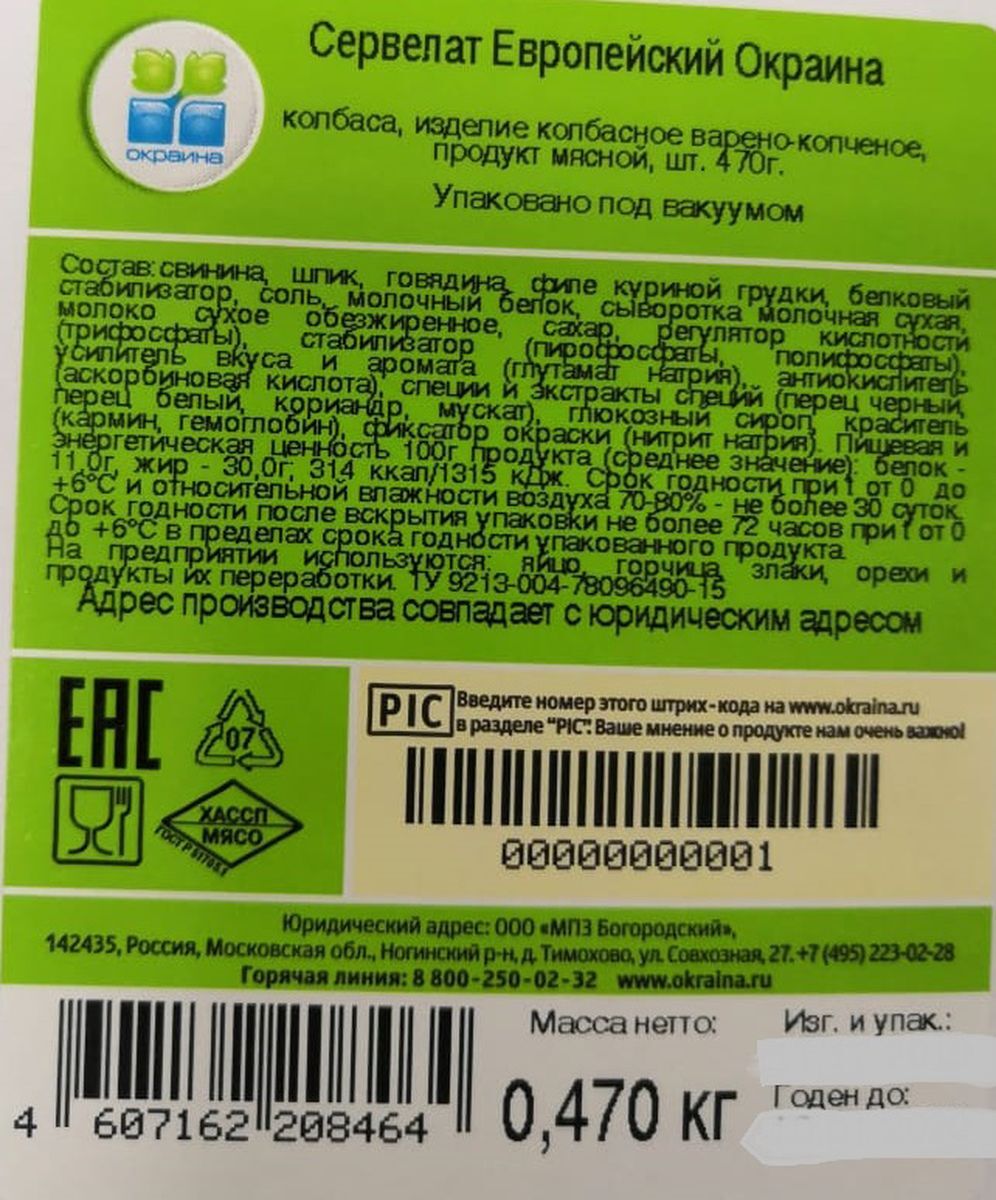 окраина
Сервелат Европейский Окраина
колбаса, изделие колбасное варено-копченое,
продукт мясной, шт. 470г.
Упаковано под вакуумом
Состав: свинина, шпик, говядина, филе куриной грудки, белковый
стабилизатор, соль, молочный белок, сыворотка молочная сухая,
молоко сухое обезжиренное, сахар, регулятор кислотности
(трифосфаты), стабилизатор (пирофосфаты, полифосфаты),
усилитель вкуса и аромата (глутамат натрия), антиокислитель
(аскорбиновая кислота), специи и экстракты специй (перец черный,
перец белый, кориандр, мускат), глюкозный сироп, краситель
(кармин, гемоглобин), фиксатор окраски (нитрит натрия). Пищевая и
энергетическая ценность 100г продукта (среднее значение): белок -
11,0г, жир - 30,0г; 314 ккал/1315 кДж. Срок годности при t от 0 до
+6°С и относительной влажности воздуха 70-80% - не более 30 суток.
Срок годности после вскрытия упаковки не более 72 часов при t от 0
до +6°С в пределах срока годности упакованного продукта.
На предприятии используются: яйцо, горчица, злаки, орехи и
продукты их переработки. ТУ 9213-004-78096490-15
Адрес производства совпадает с юридическим адресом
ЕАС
07
ХАССП
МЯСО
ГОСТ Р 51705.1
PIC
Введите номер этого штрих-кода на www.okraina.ru
в разделе "PIC". Ваше мнение о продукте нам очень важно!
00000000001
Юридический адрес: ООО «МПЗ Богородский»,
142435, Россия, Московская обл., Ногинский р-н, д. Тимохово, ул. Совхозная, 27. +7 (495) 223-02-28
Горячая линия: 8 800-250-02-32 www.okraina.ru
Масса нетто:
0,470 кг
Изг. и упак.:
Годен до:
4 607162 208464